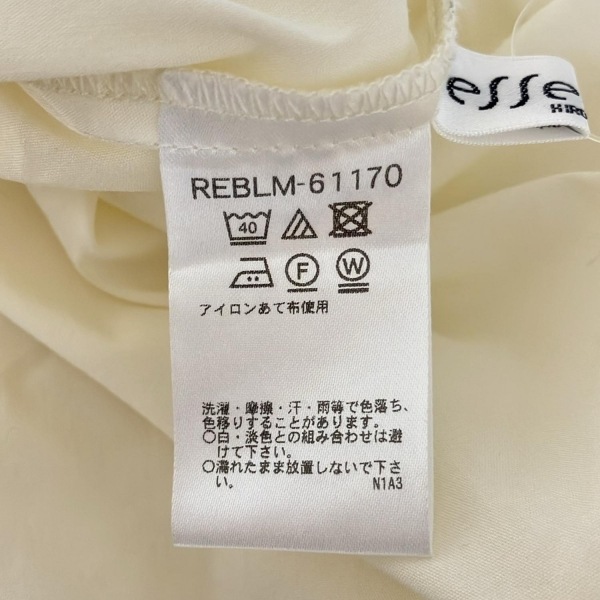 esse
HIRO
REBLM-61170
40
F W
アイロンあて布使用
洗濯・摩擦・汗・雨等で色落ち、
色移りすることがあります。
○白・淡色との組み合わせは避
けて下さい。
○濡れたまま放置しないで下さ
い。 N1A3